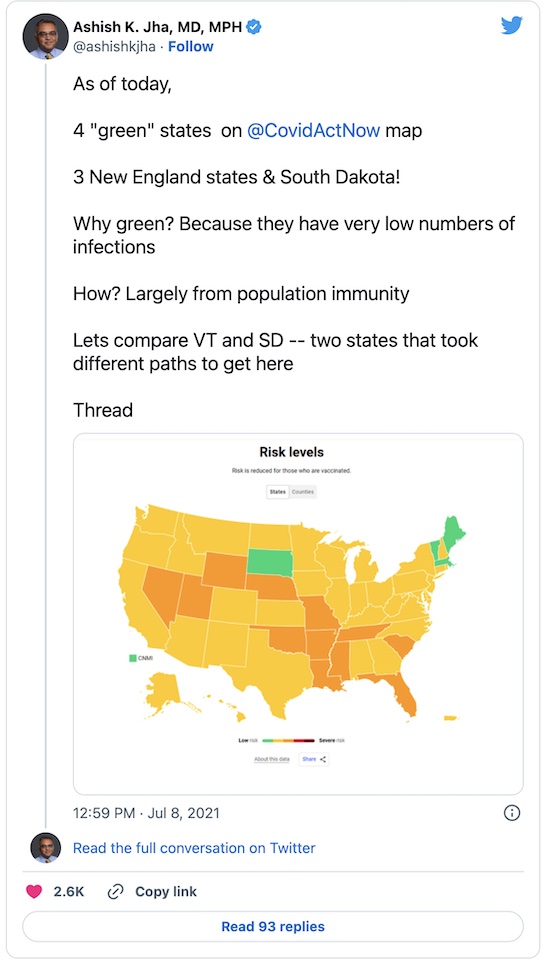 Ashish K. Jha, MD, MPH
@ashishkjha · Follow
As of today,
4 "green" states on @CovidActNow map
3 New England states & South Dakota!
Why green? Because they have very low numbers of
infections
How? Largely from population immunity
Lets compare VT and SD -- two states that took
different paths to get here
Thread
Risk levels
Risk is reduced for those who are vaccinated.
States Counties
CNMI
Low risk Severe risk
About this data Share
12:59 PM · Jul 8, 2021
Read the full conversation on Twitter
2.6K Copy link
Read 93 replies